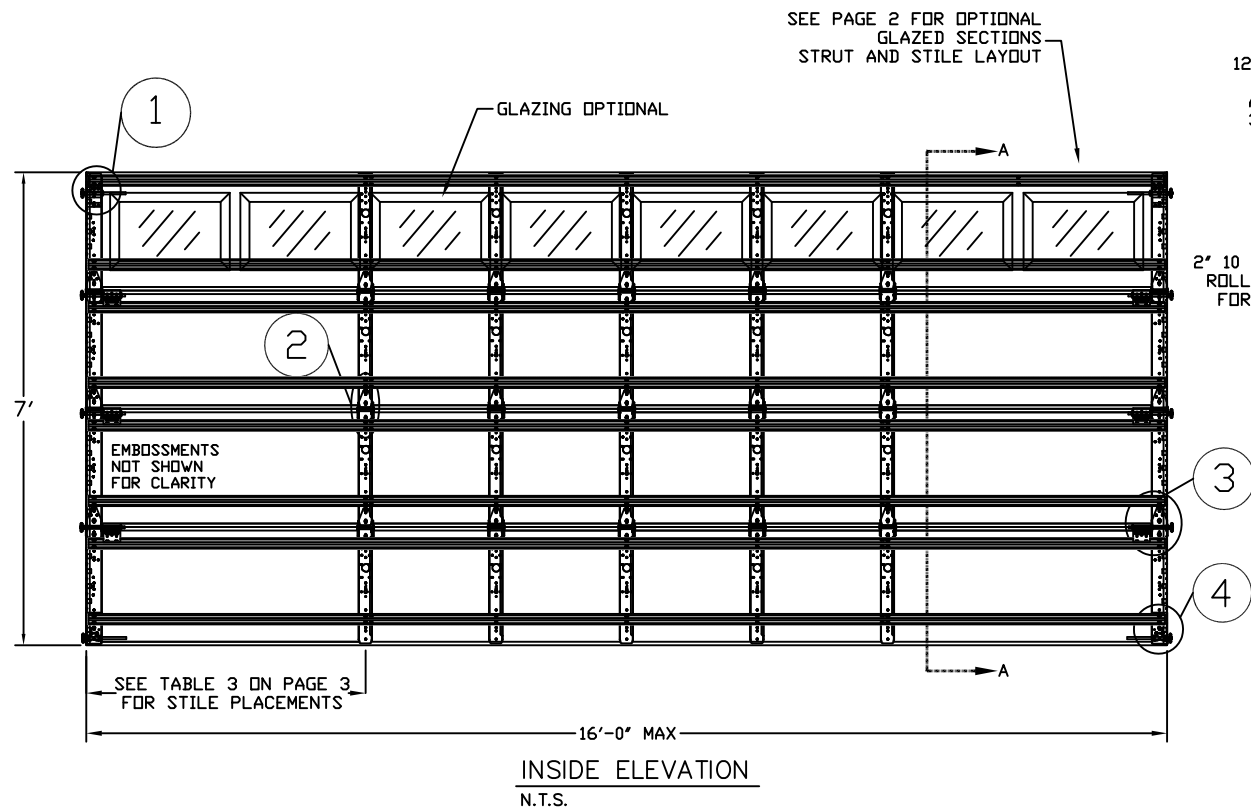 SEE PAGE 2 FOR OPTIONAL
GLAZED SECTIONS
STRUT AND STILE LAYOUT
12
1
GLAZING OPTIONAL
A
2" 10
ROLL
FOR
2
7'
EMBOSSMENTS
NOT SHOWN
FOR CLARITY
3
4
A
SEE TABLE 3 ON PAGE 3
FOR STILE PLACEMENTS
16'-0" MAX
INSIDE ELEVATION
N.T.S.